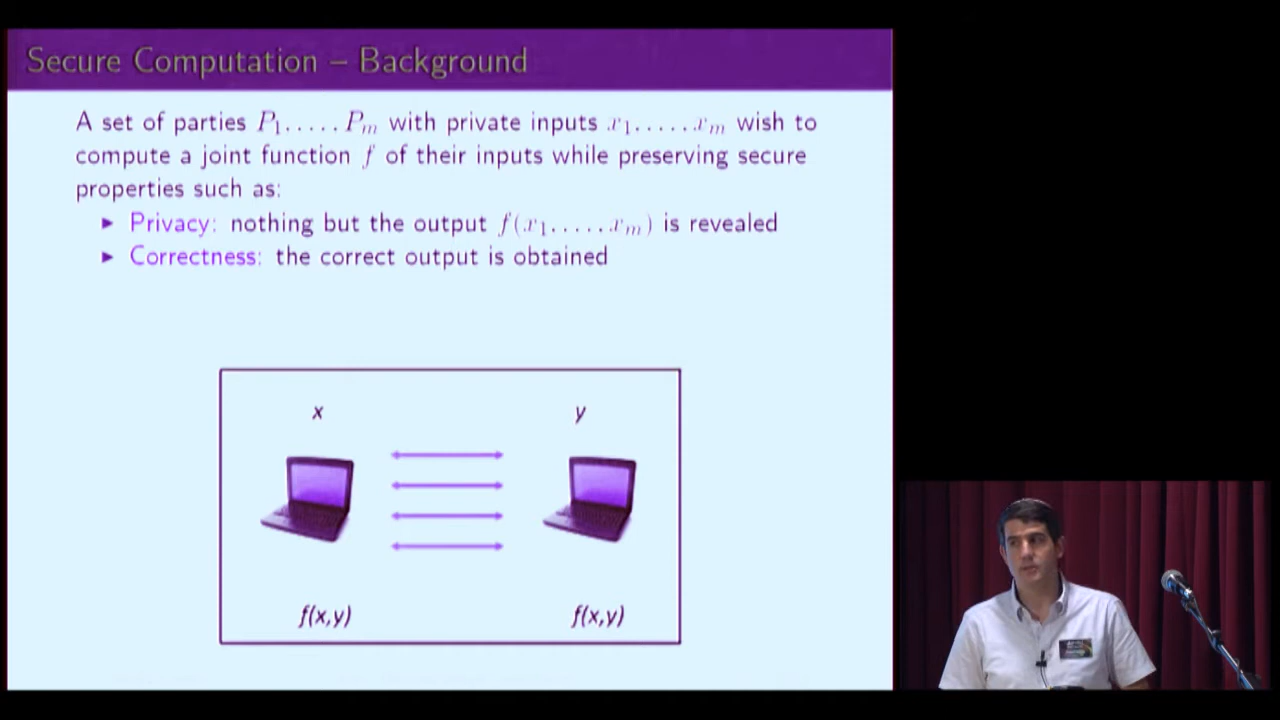 Secure Computation – Background
A set of parties P₁.....Pₘ with private inputs x₁.....xₘ wish to
compute a joint function f of their inputs while preserving secure
properties such as:
► Privacy: nothing but the output f(x₁.....xₘ) is revealed
► Correctness: the correct output is obtained
x y
f(x,y) f(x,y)